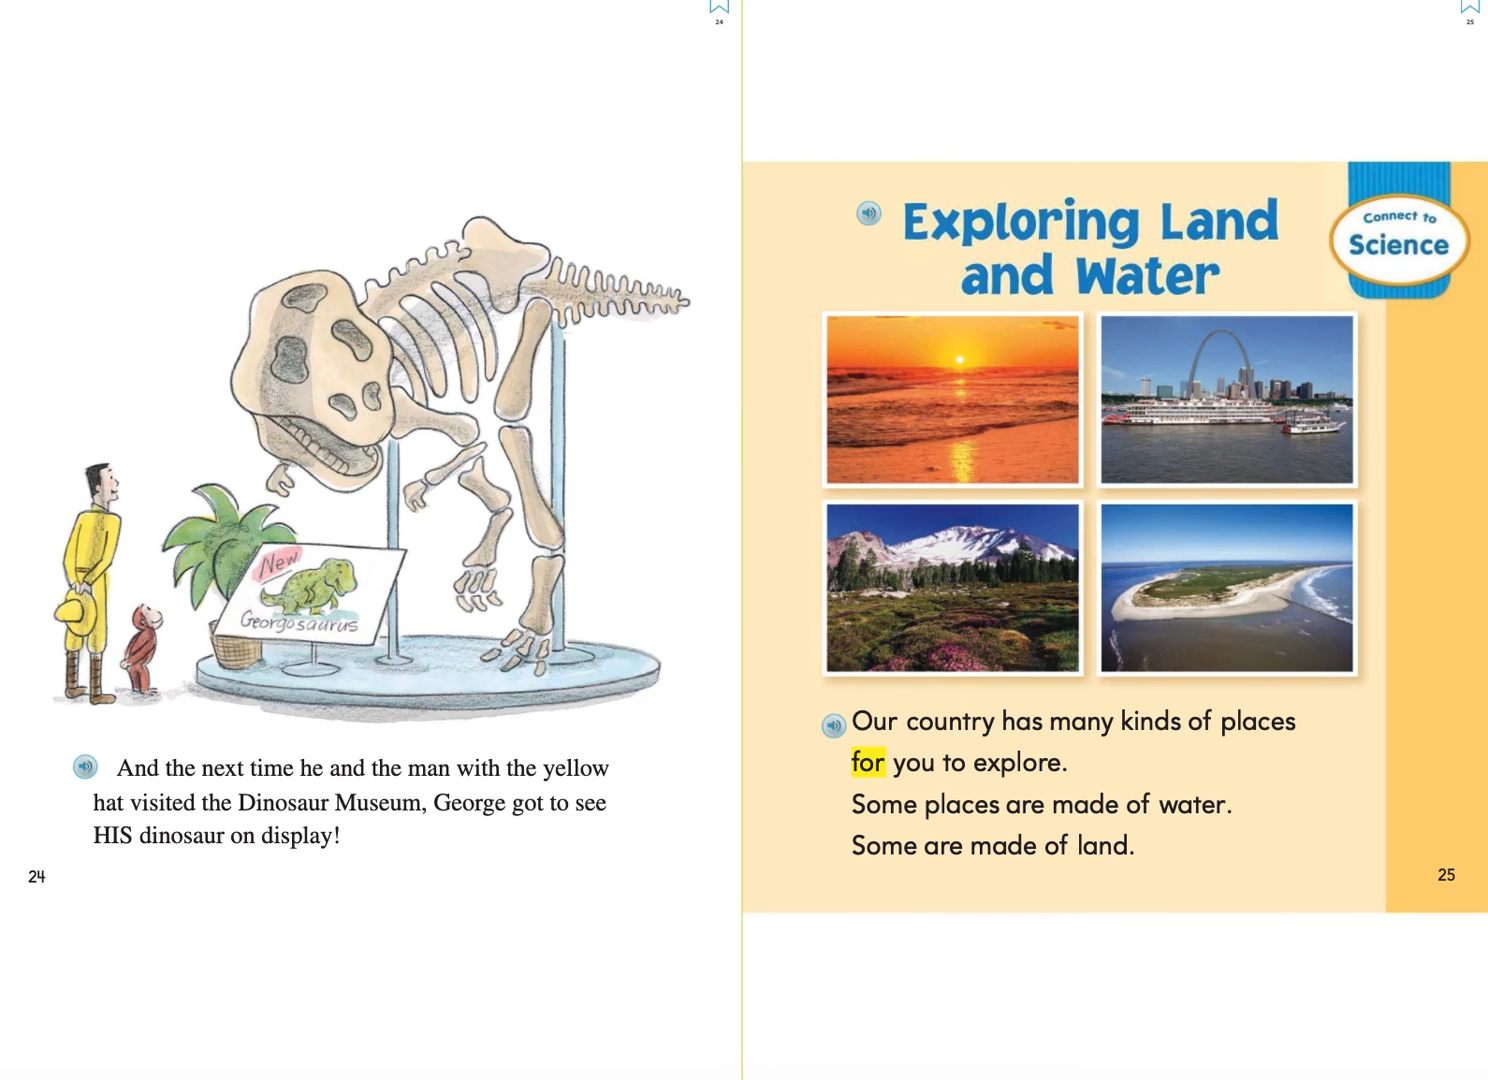 24
New
Georgosaurus
And the next time he and the man with the yellow
hat visited the Dinosaur Museum, George got to see
HIS dinosaur on display!
24
25
Exploring Land
and Water
Connect to
Science
Our country has many kinds of places
for you to explore.
Some places are made of water.
Some are made of land.
25